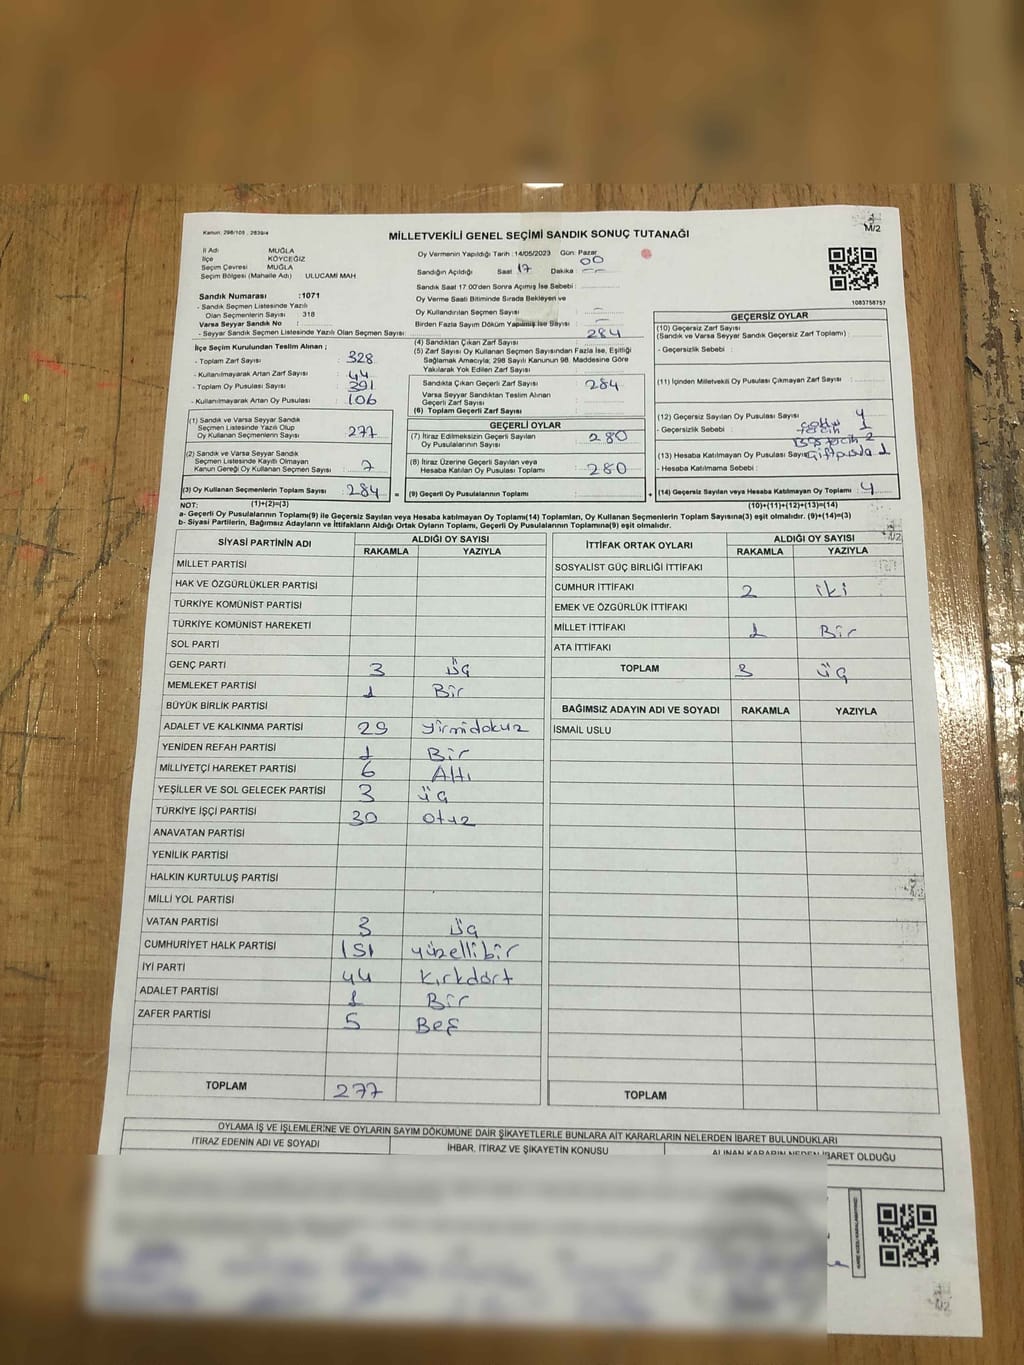 Kanun: 298/105 , 2839/4
M/2
MİLLETVEKİLİ GENEL SEÇİMİ SANDIK SONUÇ TUTANAĞI
İl Adı MUĞLA
İlçe KÖYCEĞİZ
Seçim Çevresi MUĞLA
Seçim Bölgesi (Mahalle Adı) ULUCAMİ MAH
Sandık Numarası :1071
- Sandık Seçmen Listesinde Yazılı
Olan Seçmenlerin Sayısı 318
Varsa Seyyar Sandık No :
- Seyyar Sandık Seçmen Listesinde Yazılı Olan Seçmen Sayısı
İlçe Seçim Kurulundan Teslim Alınan ;
- Toplam Zarf Sayısı 328
- Kullanılmayarak Artan Zarf Sayısı 44
- Toplam Oy Pusulası Sayısı 391
- Kullanılmayarak Artan Oy Pusulası : 106
(1) Sandık ve Varsa Seyyar Sandık
Seçmen Listesinde Yazılı Olup
Oy Kullanan Seçmenlerin Sayısı 277
(2) Sandık ve Varsa Seyyar Sandık
Seçmen Listesinde Kayıtlı Olmayan
Kanun Gereği Oy Kullanan Seçmen Sayısı 7
(3) Oy Kullanan Seçmenlerin Toplam Sayısı : 284 =
Oy Vermenin Yapıldığı Tarih :14/05/2023 Gün: Pazar
Sandığın Açıldığı Saat 17 Dakika : 00
Sandık Saat 17.00'den Sonra Açılmış İse Sebebi :
Oy Verme Saati Bitiminde Sırada Bekleyen ve
Oy Kullandırılan Seçmen Sayısı
Birden Fazla Sayım Döküm Yapılmış İse Sayısı
(4) Sandıktan Çıkan Zarf Sayısı 284
(5) Zarf Sayısı Oy Kullanan Seçmen Sayısından Fazla İse, Eşitliği
Sağlamak Amacıyla; 298 Sayılı Kanunun 98. Maddesine Göre
Yakılarak Yok Edilen Zarf Sayısı
Sandıkta Çıkan Geçerli Zarf Sayısı 284
Varsa Seyyar Sandıktan Teslim Alınan
Geçerli Zarf Sayısı
(6) Toplam Geçerli Zarf Sayısı
GEÇERLİ OYLAR
(7) İtiraz Edilmeksizin Geçerli Sayılan
Oy Pusulalarının Sayısı 280
(8) İtiraz Üzerine Geçerli Sayılan veya
Hesaba Katılan Oy Pusulası Toplamı 280
(9) Geçerli Oy Pusulalarının Toplamı +
1083758757
GEÇERSİZ OYLAR
(10) Geçersiz Zarf Sayısı
(Sandık ve Varsa Seyyar Sandık Geçersiz Zarf Toplamı) :
- Geçersizlik Sebebi :
(11) İçinden Milletvekili Oy Pusulası Çıkmayan Zarf Sayısı
(12) Geçersiz Sayılan Oy Pusulası Sayısı 4
- Geçersizlik Sebebi : tercih 1
(13) Hesaba Katılmayan Oy Pusulası Sayısı
- Hesaba Katılmama Sebebi :
(14) Geçersiz Sayılan veya Hesaba Katılmayan Oy Toplamı 4
NOT: (1)+(2)=(3) (10)+(11)+(12)+(13)=(14)
a- Geçerli Oy Pusulalarının Toplamı(9) ile Geçersiz Sayılan veya Hesaba katılmayan Oy Toplam(14) Toplamları, Oy Kullanan Seçmenlerin Toplam Sayısına(3) eşit olmalıdır. (9)+(14)=(3)
b- Siyasi Partilerin, Bağımsız Adayların ve İttifakların Aldığı Ortak Oyların Toplamı, Geçerli Oy Pusulalarının Toplamına(9) eşit olmalıdır.
SİYASİ PARTİNİN ADI ALDIĞI OY SAYISI
RAKAMLA YAZIYLA
MİLLET PARTİSİ
HAK VE ÖZGÜRLÜKLER PARTİSİ
TÜRKİYE KOMÜNİST PARTİSİ
TÜRKİYE KOMÜNİST HAREKETİ
SOL PARTİ
GENÇ PARTİ 3 üç
MEMLEKET PARTİSİ 1 Bir
BÜYÜK BİRLİK PARTİSİ
ADALET VE KALKINMA PARTİSİ 29 yirmidokuz
YENİDEN REFAH PARTİSİ 1 Bir
MİLLİYETÇİ HAREKET PARTİSİ 6 Altı
YEŞİLLER VE SOL GELECEK PARTİSİ 3 üç
TÜRKİYE İŞÇİ PARTİSİ 30 otuz
ANAVATAN PARTİSİ
YENİLİK PARTİSİ
HALKIN KURTULUŞ PARTİSİ
MİLLİ YOL PARTİSİ
VATAN PARTİSİ 3 üç
CUMHURİYET HALK PARTİSİ 151 yüzellibir
İYİ PARTİ 44 kırkdört
ADALET PARTİSİ 1 Bir
ZAFER PARTİSİ 5 Beş
TOPLAM 277
İTTİFAK ORTAK OYLARI ALDIĞI OY SAYISI
RAKAMLA YAZIYLA
SOSYALİST GÜÇ BİRLİĞİ İTTİFAKI
CUMHUR İTTİFAKI 2 iki
EMEK VE ÖZGÜRLÜK İTTİFAKI
MİLLET İTTİFAKI 1 Bir
ATA İTTİFAKI
TOPLAM 3 üç
BAĞIMSIZ ADAYIN ADI VE SOYADI RAKAMLA YAZIYLA
İSMAİL USLU
TOPLAM
OYLAMA İŞ VE İŞLEMLERİNE VE OYLARIN SAYIM DÖKÜMÜNE DAİR ŞİKAYETLERLE BUNLARA AİT KARARLARIN NELERDEN İBARET BULUNDUKLARI
İTİRAZ EDENİN ADI VE SOYADI İHBAR, İTİRAZ VE ŞİKAYETİN KONUSU ALINAN KARARIN NEDEN İBARET OLDUĞU